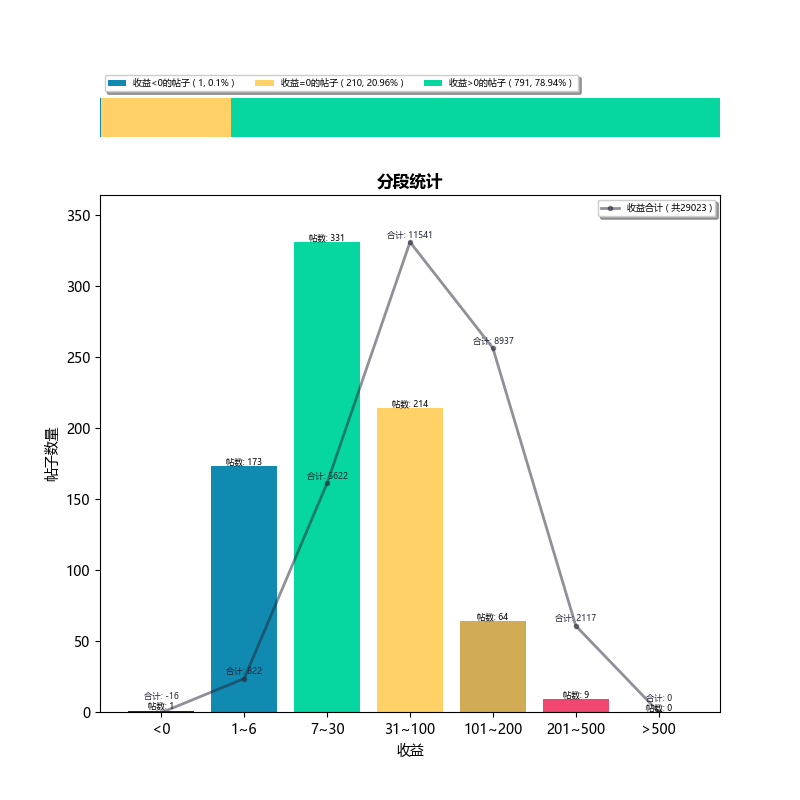 收益<0的帖子 ( 1, 0.1% ) 收益=0的帖子 ( 210, 20.96% ) 收益>0的帖子 ( 791, 78.94% )
分段统计
收益合计 ( 共29023 )
帖子数量
350
300
250
200
150
100
50
0
合计: -16
帖数: 1
帖数: 173
合计: 822
帖数: 331
合计: 5622
合计: 11541
帖数: 214
合计: 8937
帖数: 64
合计: 2117
帖数: 9
合计: 0
帖数: 0
<0 1~6 7~30 31~100 101~200 201~500 >500
收益